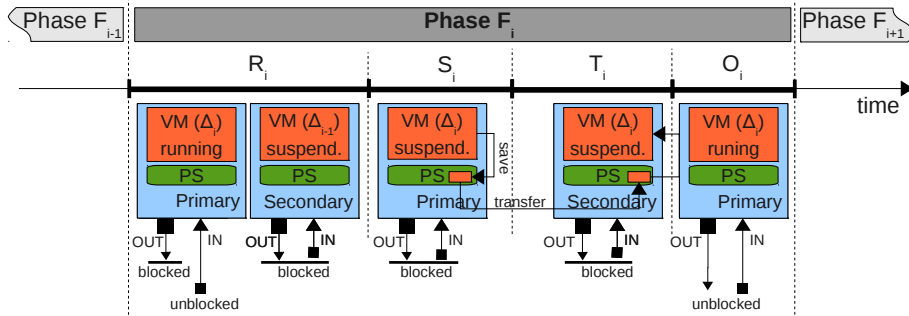 Phase F i-1
Phase F i
Phase F i+1
R i
S i
T i
O i
time
VM (Δ i)
running
PS
Primary
VM (Δ i-1)
suspend.
PS
Secondary
VM (Δ i)
suspend.
PS
Primary
save
transfer
VM (Δ i)
suspend.
PS
Secondary
VM (Δ i)
runing
PS
Primary
OUT
IN
blocked
unblocked
OUT
IN
blocked
OUT
IN
blocked
OUT
IN
blocked
OUT
IN
unblocked